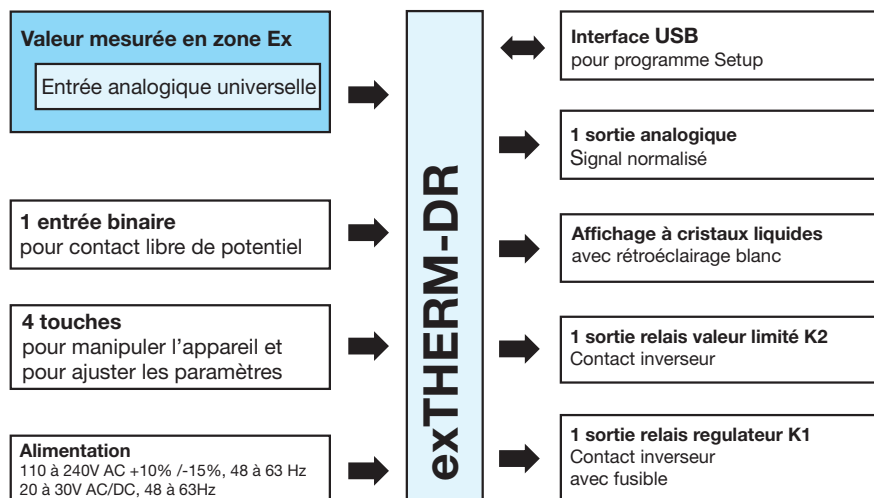 Valeur mesurée en zone Ex
Entrée analogique universelle
1 entrée binaire
pour contact libre de potentiel
4 touches
pour manipuler l'appareil et
pour ajuster les paramètres
Alimentation
110 à 240V AC +10% /-15%, 48 à 63 Hz
20 à 30V AC/DC, 48 à 63Hz
exTHERM-DR
Interface USB
pour programme Setup
1 sortie analogique
Signal normalisé
Affichage à cristaux liquides
avec rétroéclairage blanc
1 sortie relais valeur limité K2
Contact inverseur
1 sortie relais regulateur K1
Contact inverseur
avec fusible